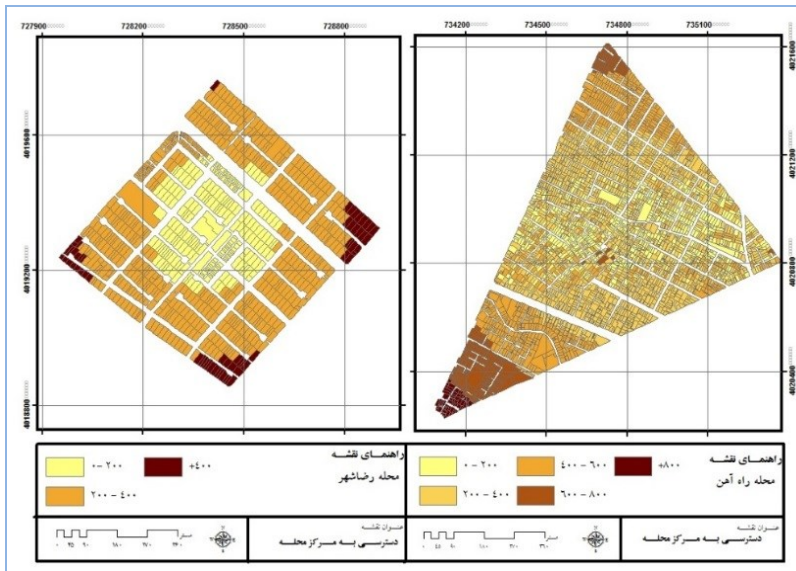 727900 728200 728500 728800
4019600
4019200
4018800
734200 734500 734800 735100
4021600
4021200
4020800
4020400
راهنمای نقشه
محله رضاشهر
۰ - ۲۰۰
۲۰۰ - ۴۰۰
+۴۰۰
عنوان نقشه
دسترسی به مرکز محله
متر
راهنمای نقشه
محله راه آهن
۰ - ۲۰۰
۲۰۰ - ۴۰۰
۴۰۰ - ۶۰۰
۶۰۰ - ۸۰۰
+۸۰۰
عنوان نقشه
دسترسی به مرکز محله
متر